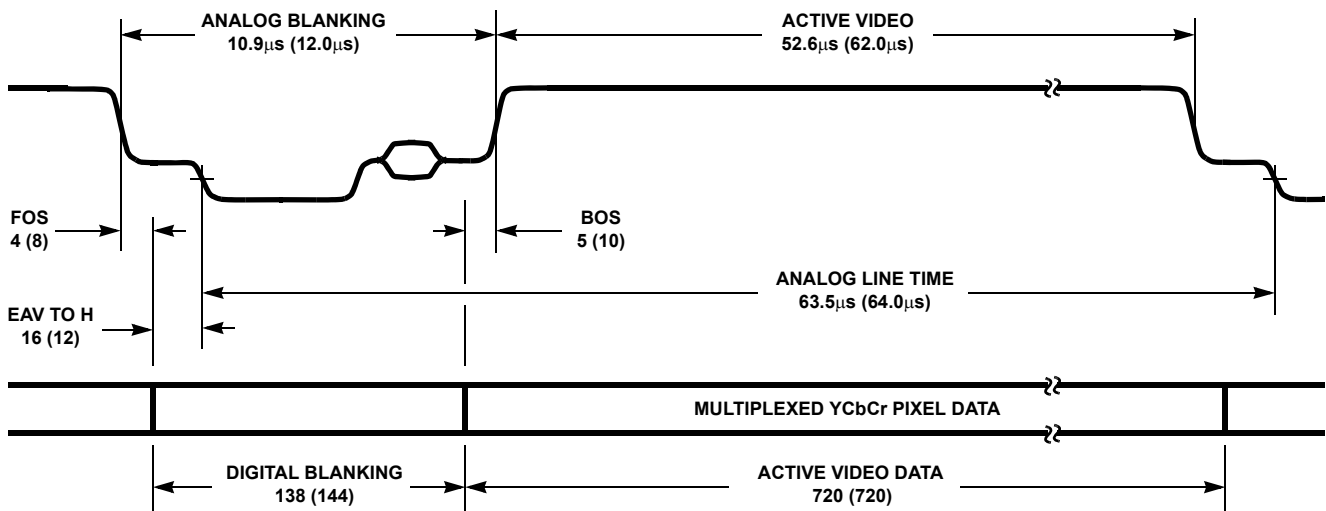 ANALOG BLANKING
10.9μs (12.0μs)
ACTIVE VIDEO
52.6μs (62.0μs)
FOS
4 (8)
BOS
5 (10)
ANALOG LINE TIME
63.5μs (64.0μs)
EAV TO H
16 (12)
MULTIPLEXED YCbCr PIXEL DATA
DIGITAL BLANKING
138 (144)
ACTIVE VIDEO DATA
720 (720)